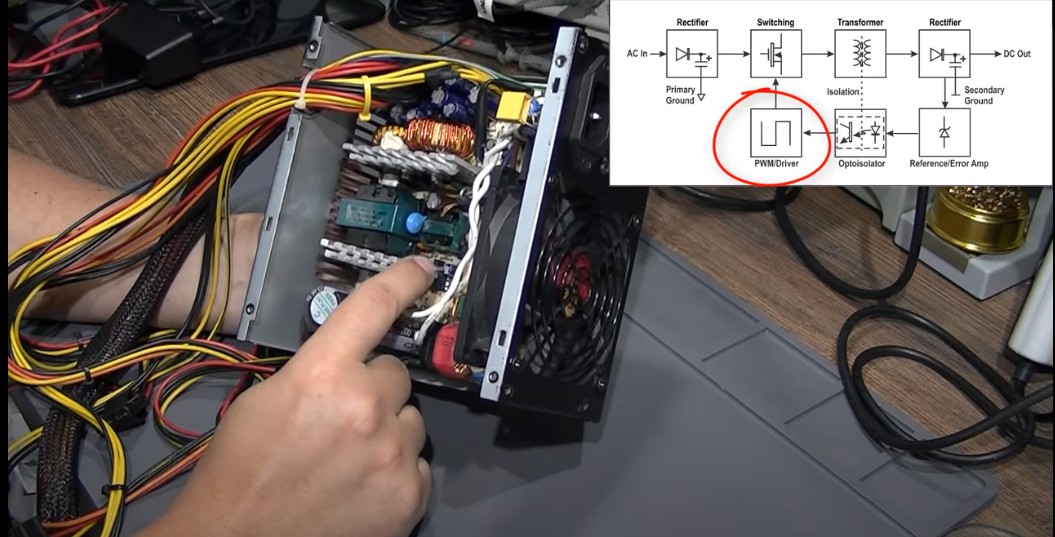 Rectifier
Switching
Transformer
Rectifier
AC In
DC Out
Primary
Ground
Isolation
Secondary
Ground
PWM/Driver
Optoisolator
Reference/Error Amp